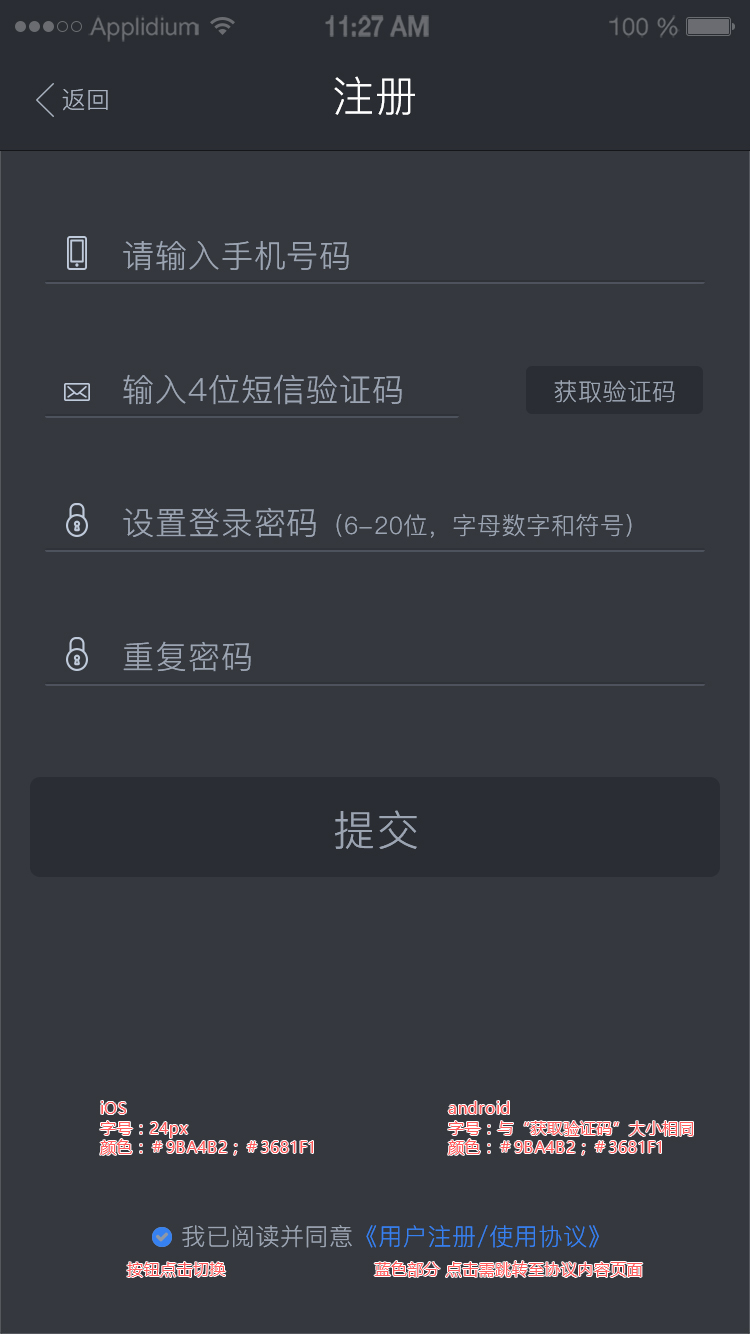 Applidium 11:27 AM 100 %
返回 注册
请输入手机号码
输入4位短信验证码 获取验证码
设置登录密码（6-20位，字母数字和符号）
重复密码
提交
iOS
字号：24px
颜色：#9BA4B2；#3681F1
android
字号：与“获取验证码”大小相同
颜色：#9BA4B2；#3681F1
我已阅读并同意《用户注册/使用协议》
按钮点击切换 蓝色部分 点击需跳转至协议内容页面